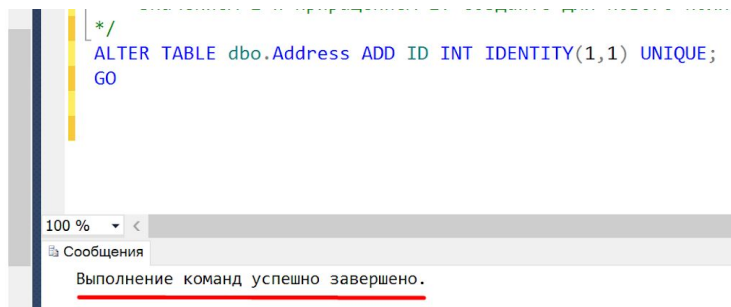 */
ALTER TABLE dbo.Address ADD ID INT IDENTITY(1,1) UNIQUE;
GO
100 %
Сообщения
Выполнение команд успешно завершено.